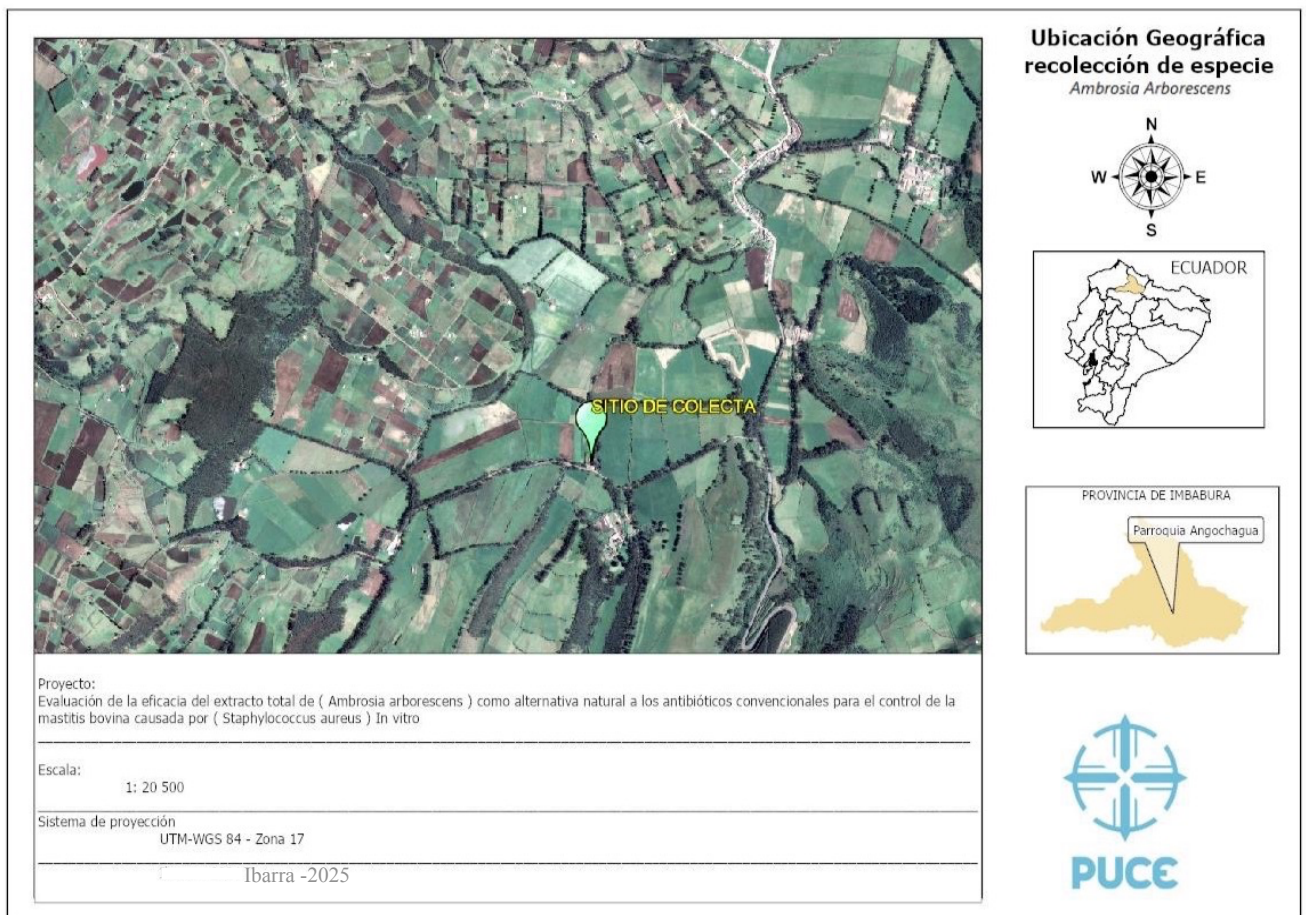 Ubicación Geográfica
recolección de especie
Ambrosia Arborescens
N
W
E
S
ECUADOR
SITIO DE COLECTA
PROVINCIA DE IMBABURA
Parroquia Angochagua
Proyecto:
Evaluación de la eficacia del extracto total de ( Ambrosia arborescens ) como alternativa natural a los antibióticos convencionales para el control de la
mastitis bovina causada por ( Staphylococcus aureus ) In vitro
Escala:
1: 20 500
Sistema de proyección
UTM-WGS 84 - Zona 17
Ibarra -2025
PUCE